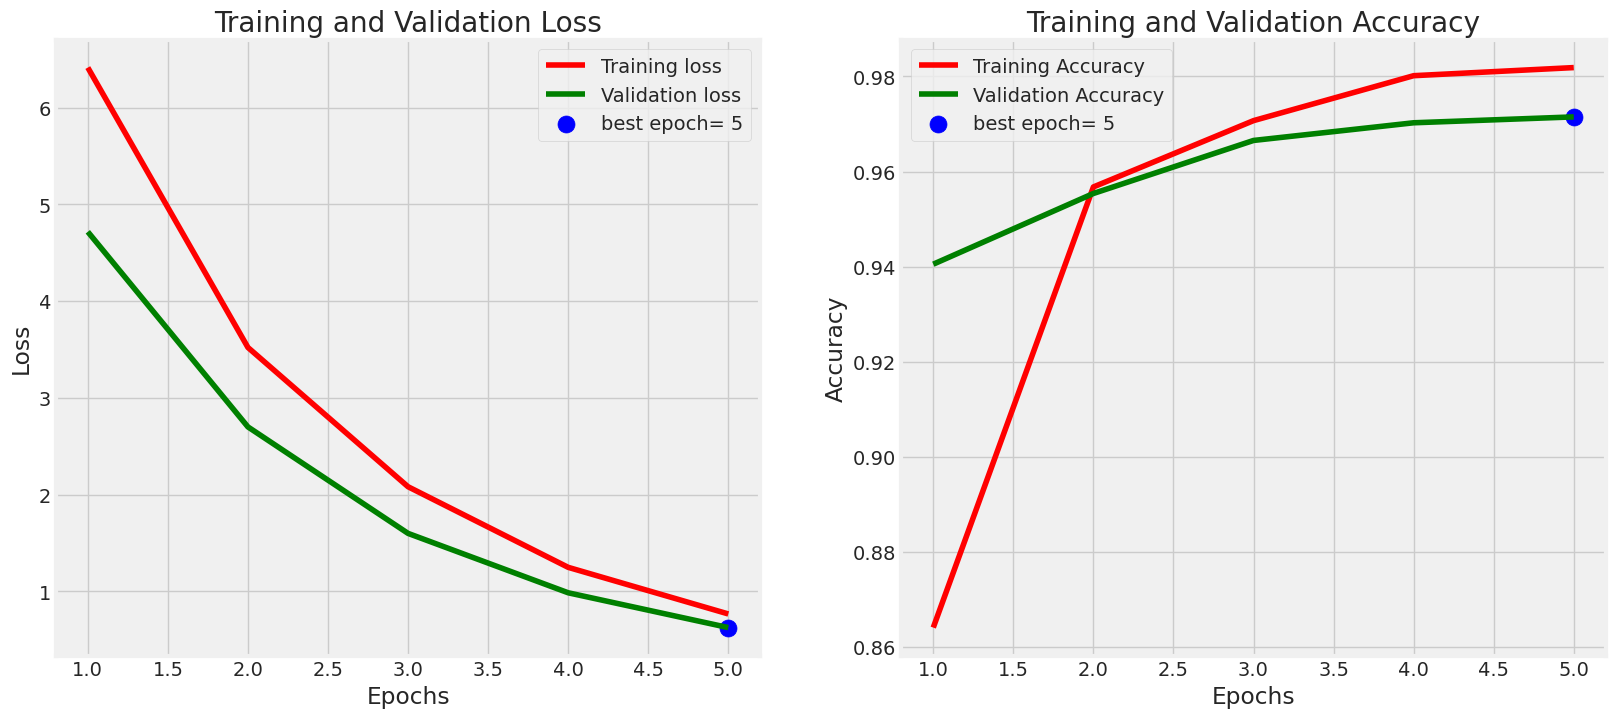 Training and Validation Loss
Training loss
Validation loss
best epoch= 5
6
5
4
3
2
1
Loss
1.0 1.5 2.0 2.5 3.0 3.5 4.0 4.5 5.0
Epochs
Training and Validation Accuracy
Training Accuracy
Validation Accuracy
best epoch= 5
0.98
0.96
0.94
0.92
0.90
0.88
0.86
Accuracy
1.0 1.5 2.0 2.5 3.0 3.5 4.0 4.5 5.0
Epochs